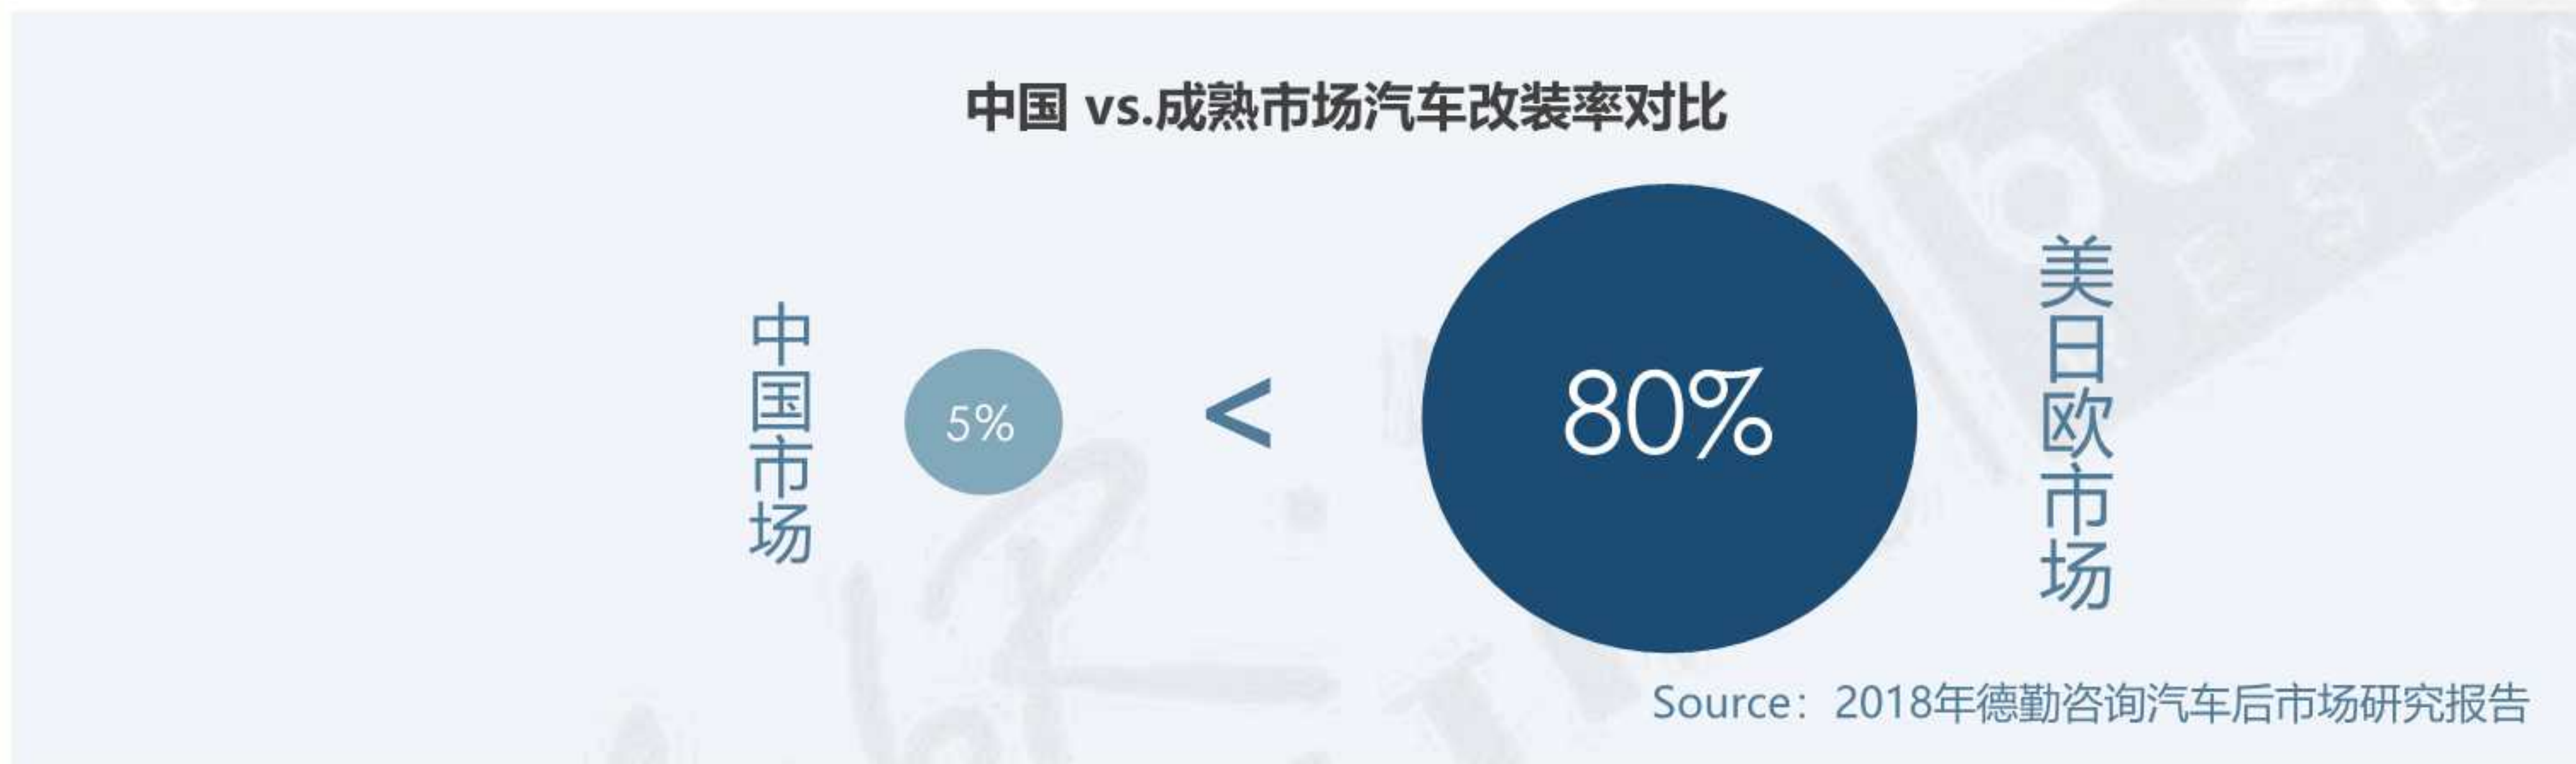 中国 vs.成熟市场汽车改装率对比
中国市场
5%
<
80%
美日欧市场
Source：2018年德勤咨询汽车后市场研究报告